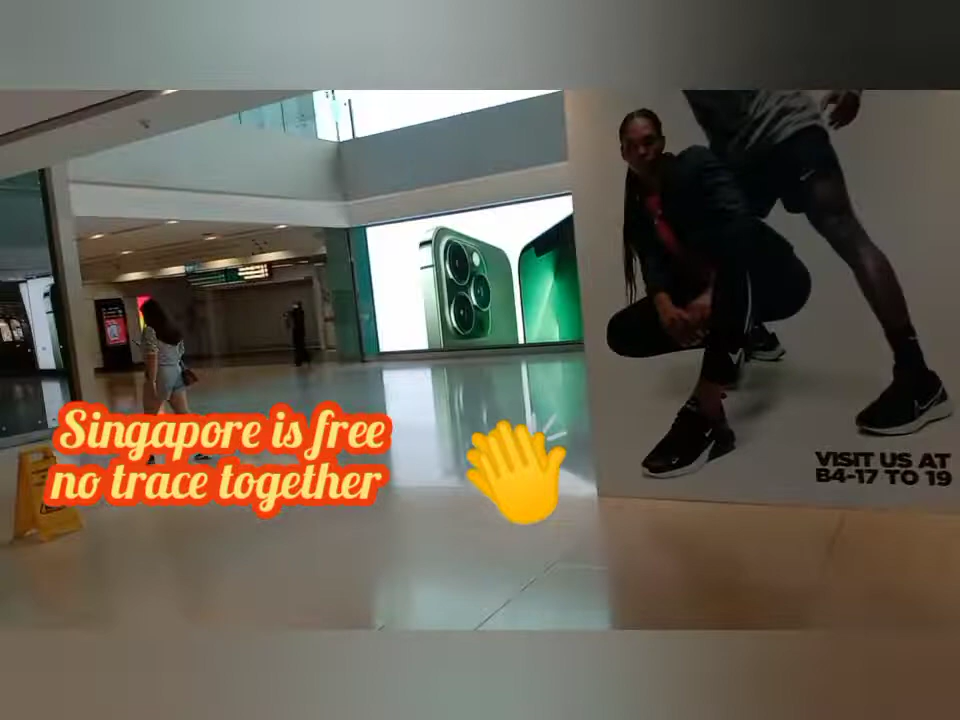 Singapore is free
no trace together
VISIT US AT
B4-17 TO 19